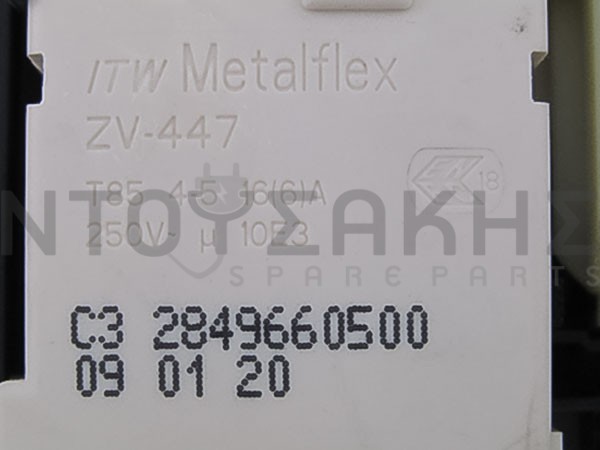 ITW Metalflex
ZV-447
ENEC 18
T85 4-5 16(6)A
ΝΤΟΥΣΑΚΗΣ
250V~ µ 10E3
SPARE PARTS
C3 2849660500
09 01 20